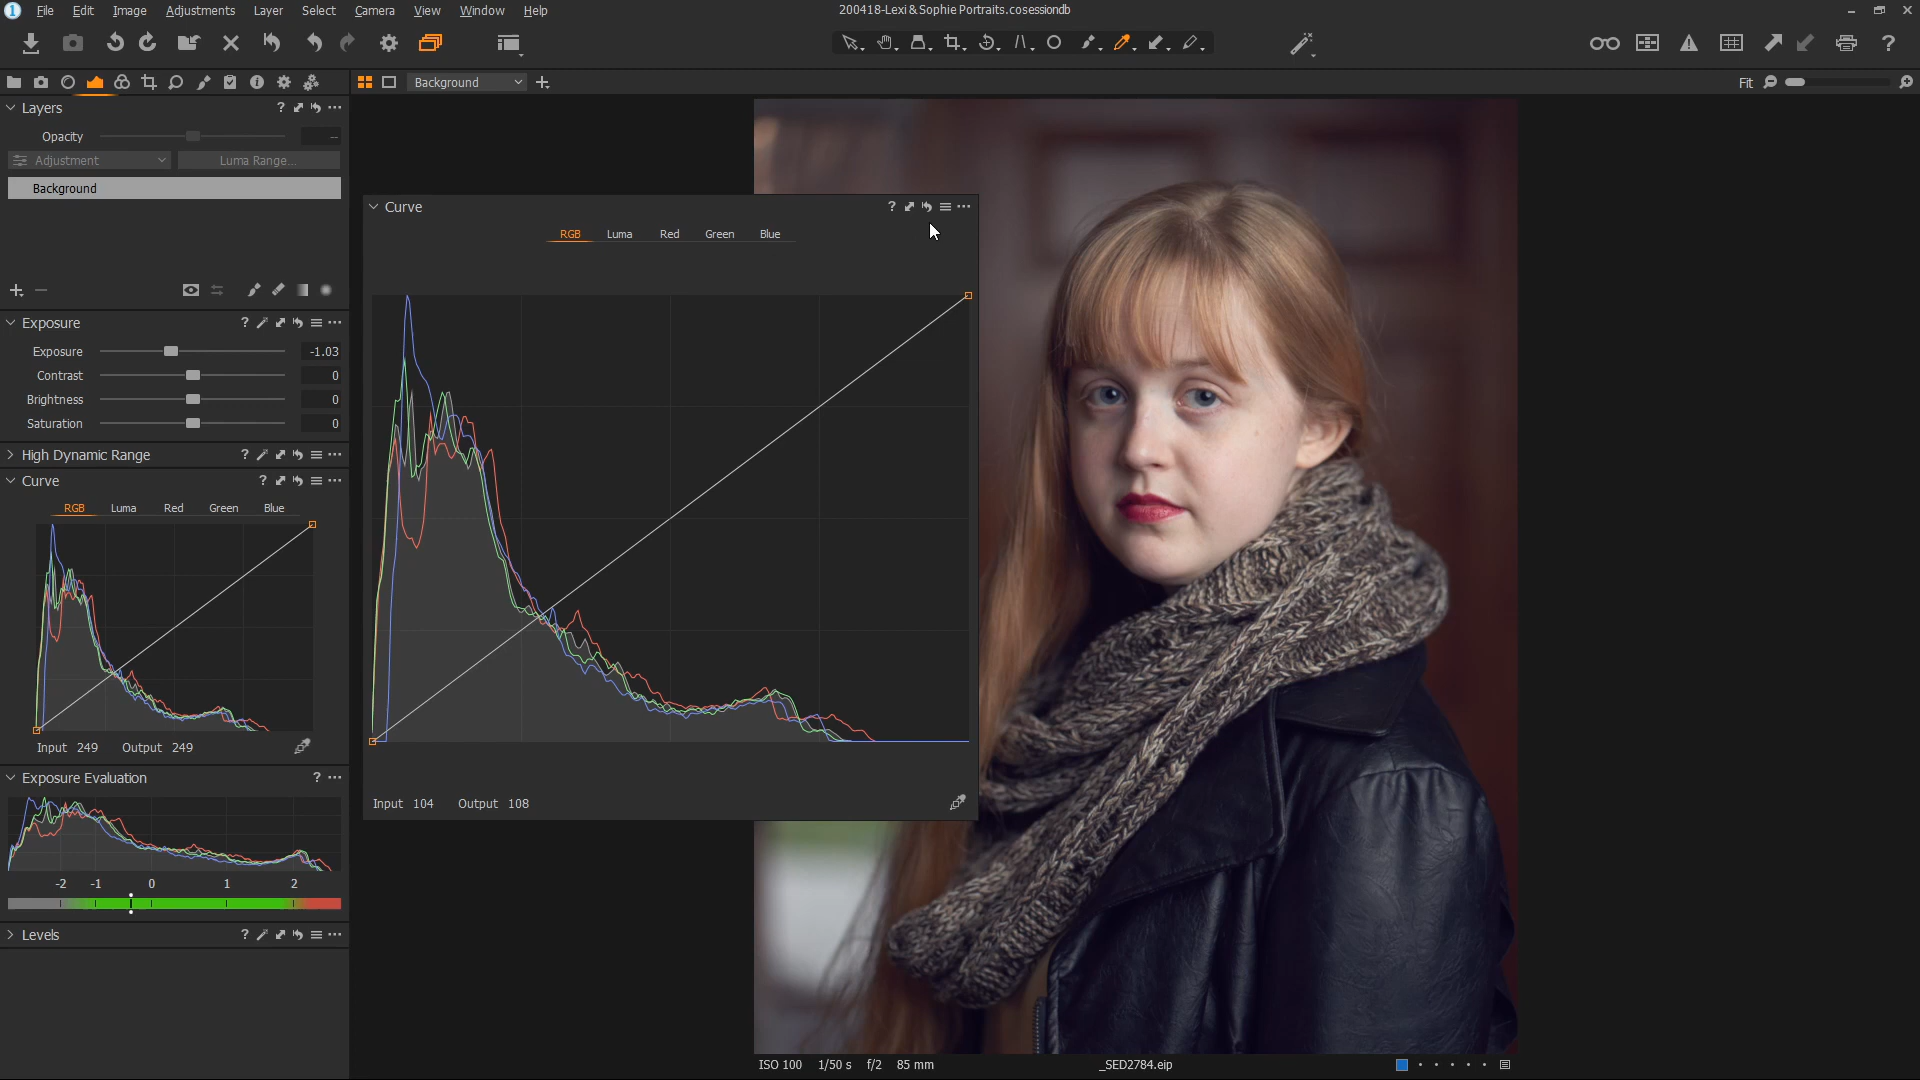 1 File Edit Image Adjustments Layer Select Camera View Window Help
200418-Lexi & Sophie Portraits.cosessiondb
Background
Fit
Layers
Opacity --
Adjustment Luma Range...
Background
Exposure
Exposure -1.03
Contrast 0
Brightness 0
Saturation 0
High Dynamic Range
Curve
RGB Luma Red Green Blue
Input 249 Output 249
Exposure Evaluation
-2 -1 0 1 2
Levels
Curve
RGB Luma Red Green Blue
Input 104 Output 108
ISO 100 1/50 s f/2 85 mm
_SED2784.eip